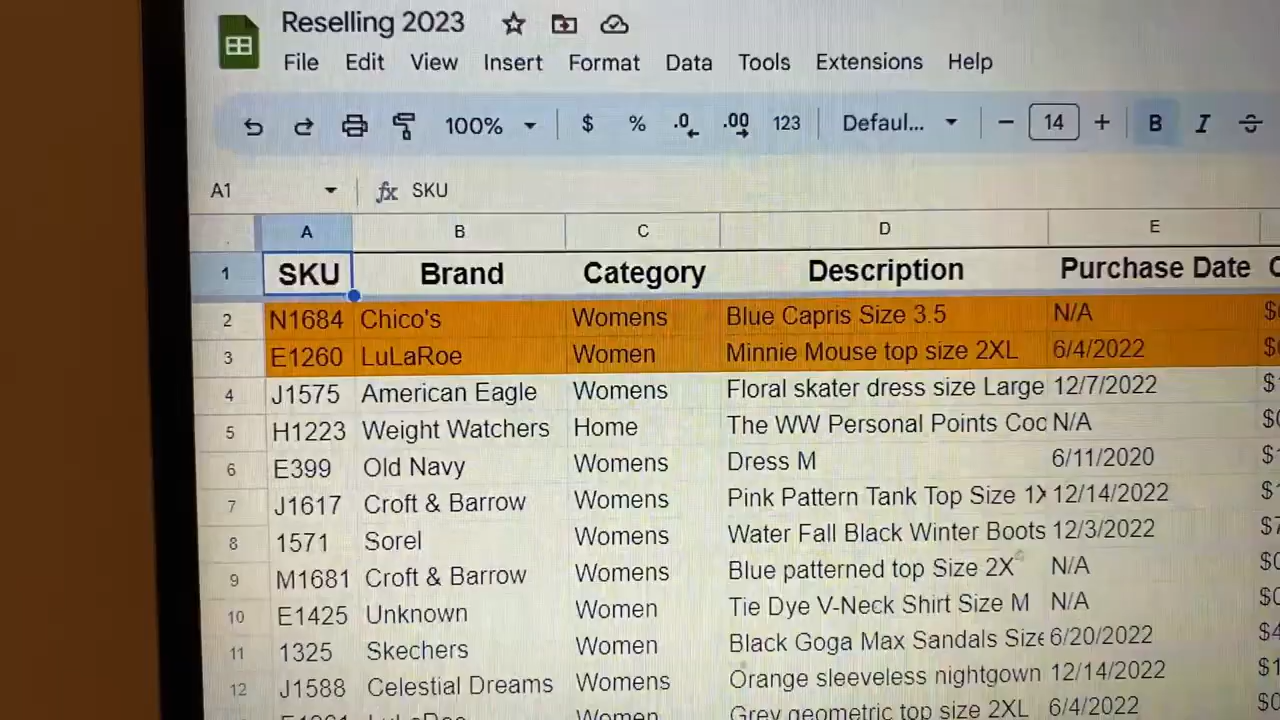 Reselling 2023
File Edit View Insert Format Data Tools Extensions Help
100% $ % .0 .00 123 Defaul... − 14 + B I S
A1 fx SKU
A B C D E
1 SKU Brand Category Description Purchase Date
2 N1684 Chico's Womens Blue Capris Size 3.5 N/A
3 E1260 LuLaRoe Women Minnie Mouse top size 2XL 6/4/2022
4 J1575 American Eagle Womens Floral skater dress size Large 12/7/2022
5 H1223 Weight Watchers Home The WW Personal Points Coo N/A
6 E399 Old Navy Womens Dress M 6/11/2020
7 J1617 Croft & Barrow Womens Pink Pattern Tank Top Size 1X 12/14/2022
8 1571 Sorel Womens Water Fall Black Winter Boots 12/3/2022
9 M1681 Croft & Barrow Womens Blue patterned top Size 2X N/A
10 E1425 Unknown Women Tie Dye V-Neck Shirt Size M N/A
11 1325 Skechers Women Black Goga Max Sandals Size 6/20/2022
12 J1588 Celestial Dreams Womens Orange sleeveless nightgown 12/14/2022
LuLaRoe Women Grey geometric top size 2XL 6/4/2022